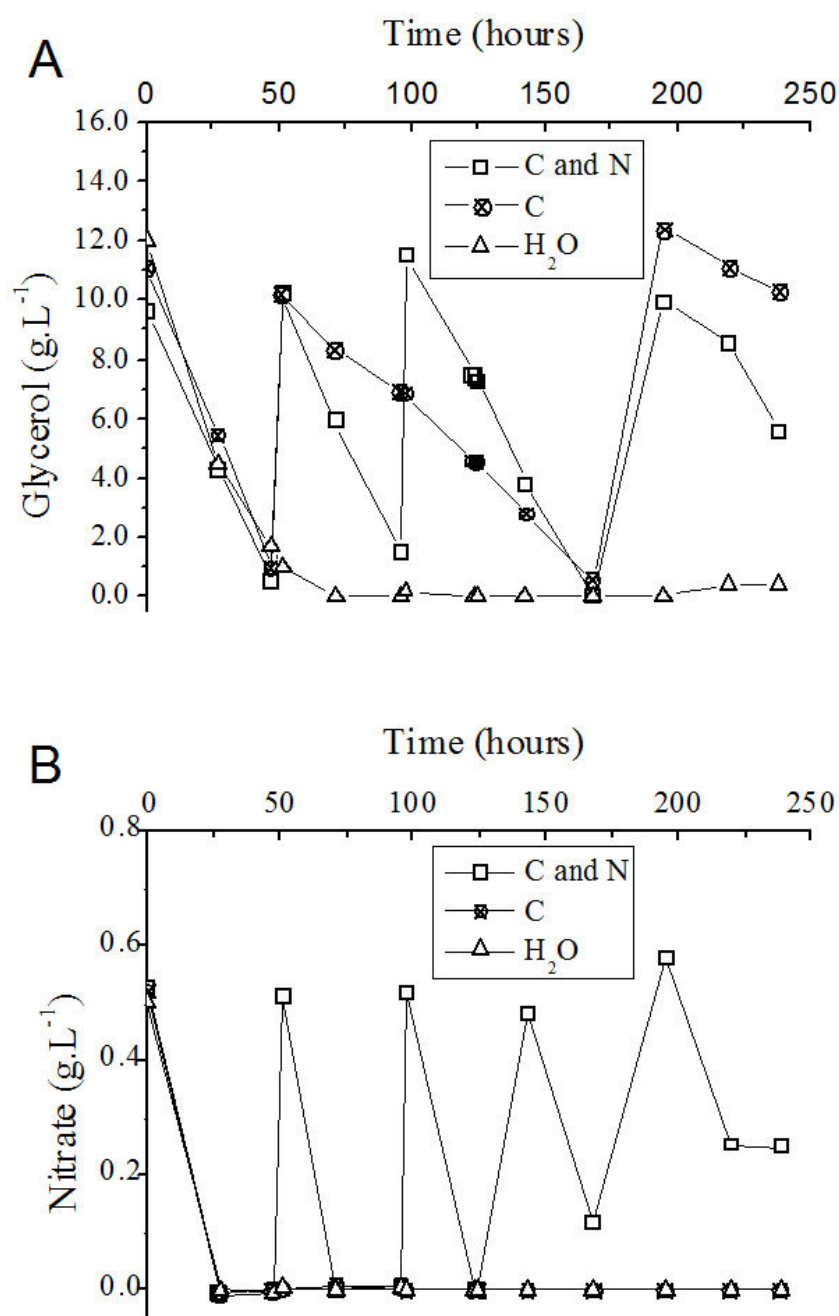 Time (hours)
A
0 50 100 150 200 250
16.0
14.0
12.0
10.0
8.0
6.0
4.0
2.0
0.0
Glycerol (g.L⁻¹)
C and N
C
H₂O
Time (hours)
B
0 50 100 150 200 250
0.8
0.6
0.4
0.2
0.0
Nitrate (g.L⁻¹)
C and N
C
H₂O